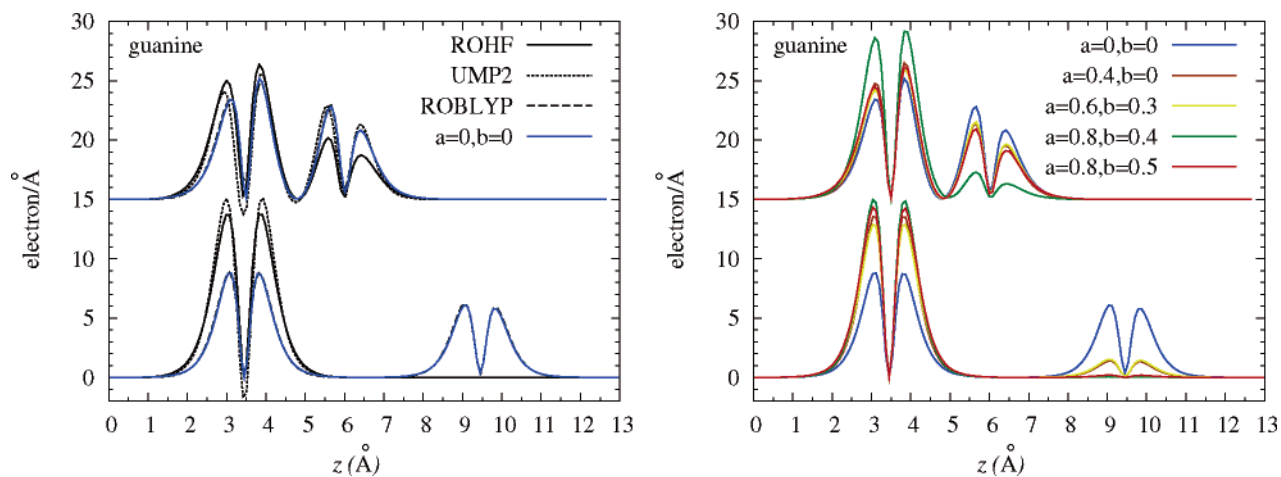 30
25
20
15
10
5
0
electron/Å
guanine
ROHF
UMP2
ROBLYP
a=0,b=0
0 1 2 3 4 5 6 7 8 9 10 11 12 13
z (Å)
30
25
20
15
10
5
0
electron/Å
guanine
a=0,b=0
a=0.4,b=0
a=0.6,b=0.3
a=0.8,b=0.4
a=0.8,b=0.5
0 1 2 3 4 5 6 7 8 9 10 11 12 13
z (Å)